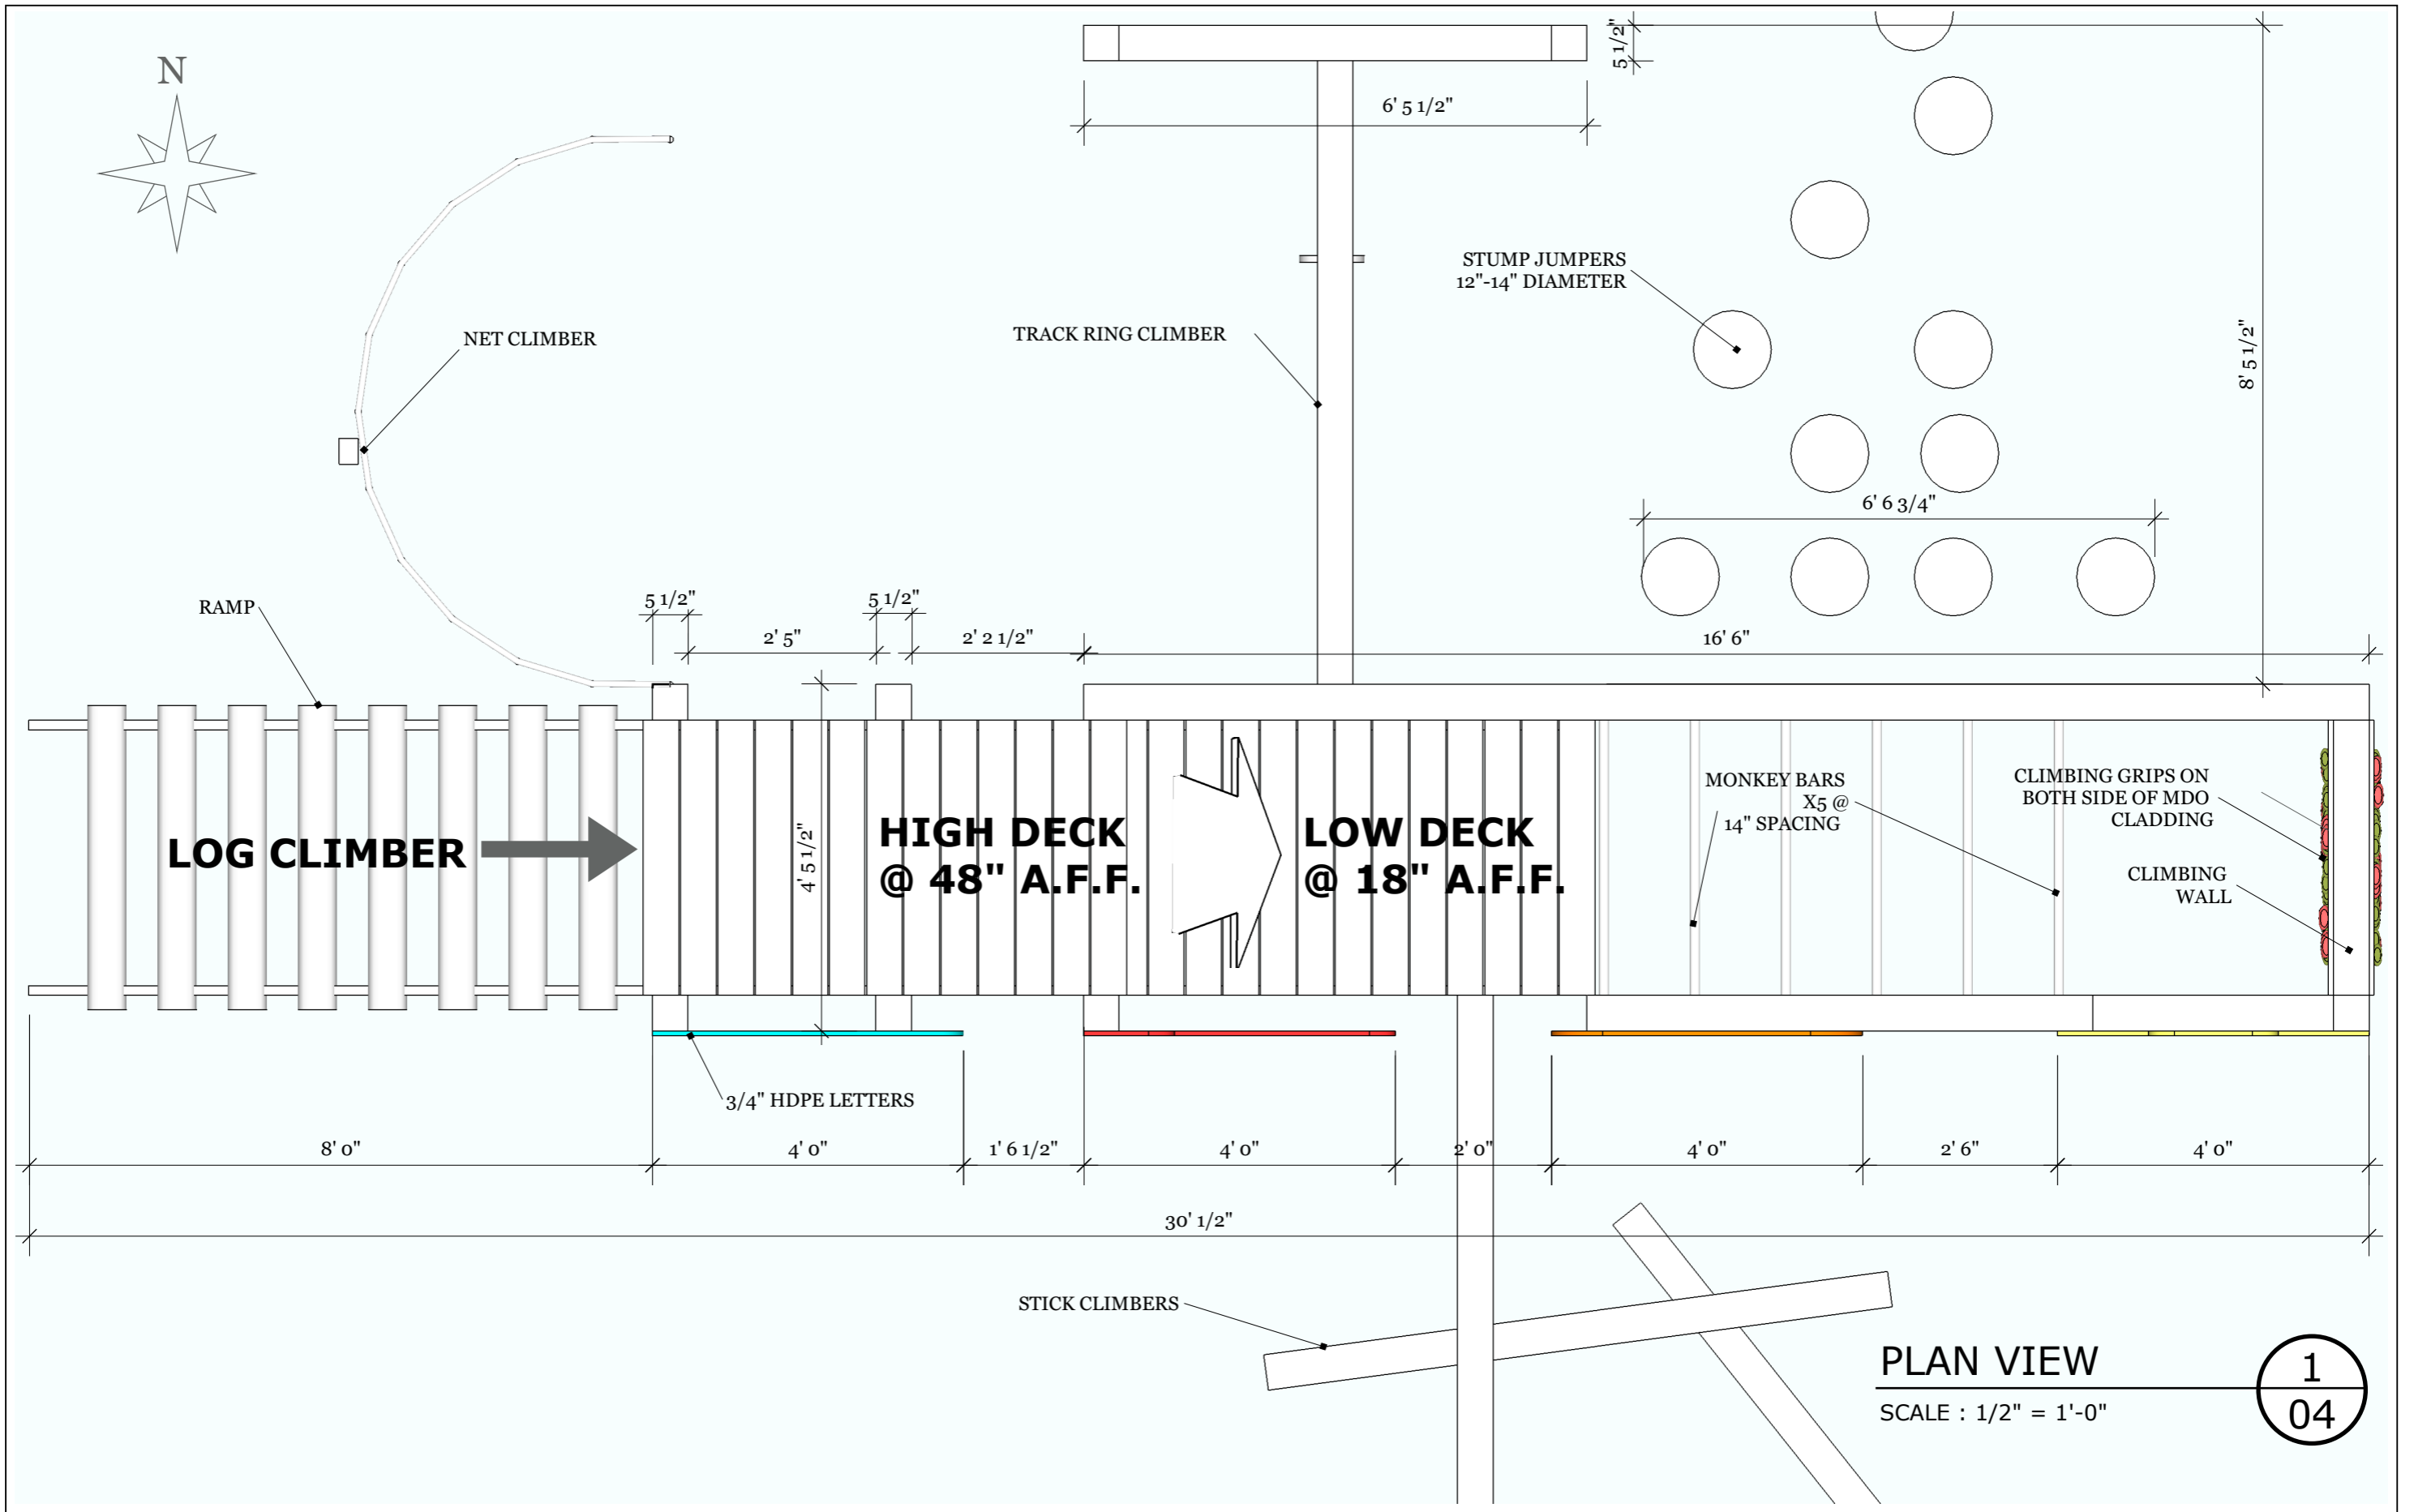 N
5 1/2"
6' 5 1/2"
STUMP JUMPERS
12"-14" DIAMETER
NET CLIMBER
TRACK RING CLIMBER
8' 5 1/2"
6' 6 3/4"
RAMP
5 1/2"
5 1/2"
2' 5"
2' 2 1/2"
16' 6"
LOG CLIMBER
4' 5 1/2"
HIGH DECK
@ 48" A.F.F.
LOW DECK
@ 18" A.F.F.
MONKEY BARS
X5 @
14" SPACING
CLIMBING GRIPS ON
BOTH SIDE OF MDO
CLADDING
CLIMBING
WALL
3/4" HDPE LETTERS
8' 0"
4' 0"
1' 6 1/2"
4' 0"
2' 0"
4' 0"
2' 6"
4' 0"
30' 1/2"
STICK CLIMBERS
PLAN VIEW
SCALE : 1/2" = 1'-0"
1
04